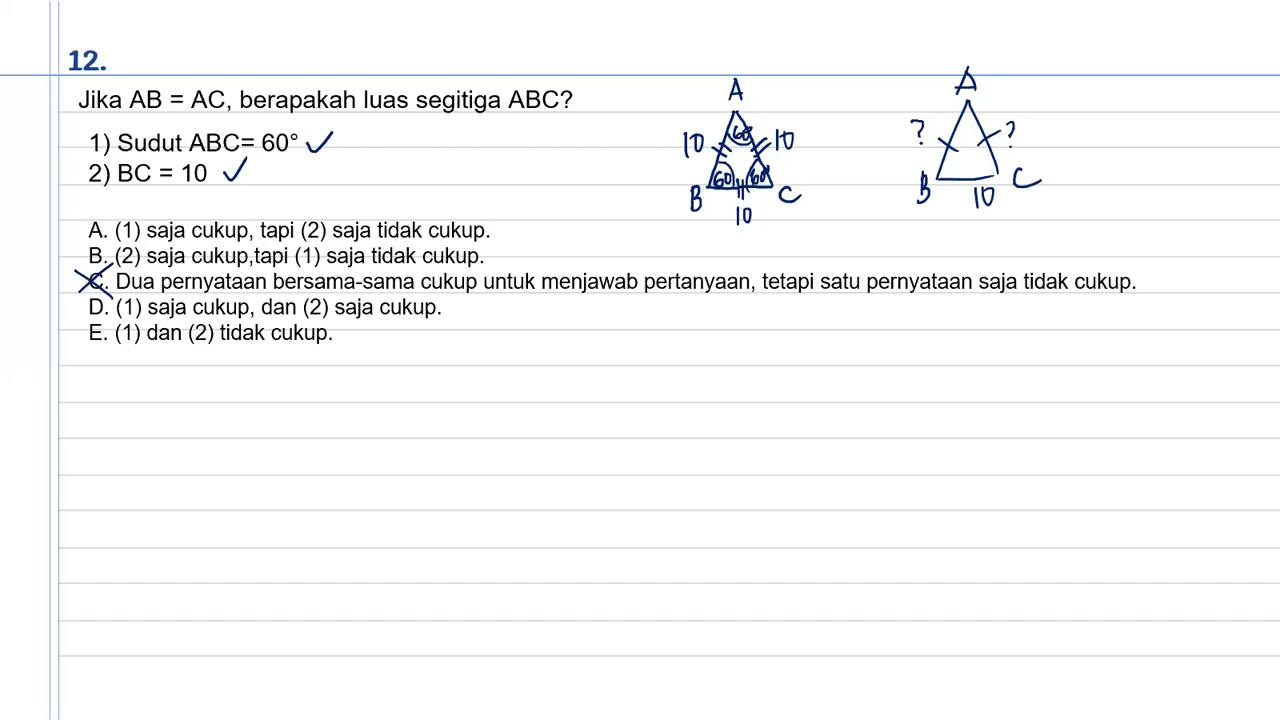 12.
Jika AB = AC, berapakah luas segitiga ABC?
1) Sudut ABC= 60°
2) BC = 10
A. (1) saja cukup, tapi (2) saja tidak cukup.
B. (2) saja cukup,tapi (1) saja tidak cukup.
C. Dua pernyataan bersama-sama cukup untuk menjawab pertanyaan, tetapi satu pernyataan saja tidak cukup.
D. (1) saja cukup, dan (2) saja cukup.
E. (1) dan (2) tidak cukup.
A
60
10 10
60 60
B C
10
A
? ?
B C
10